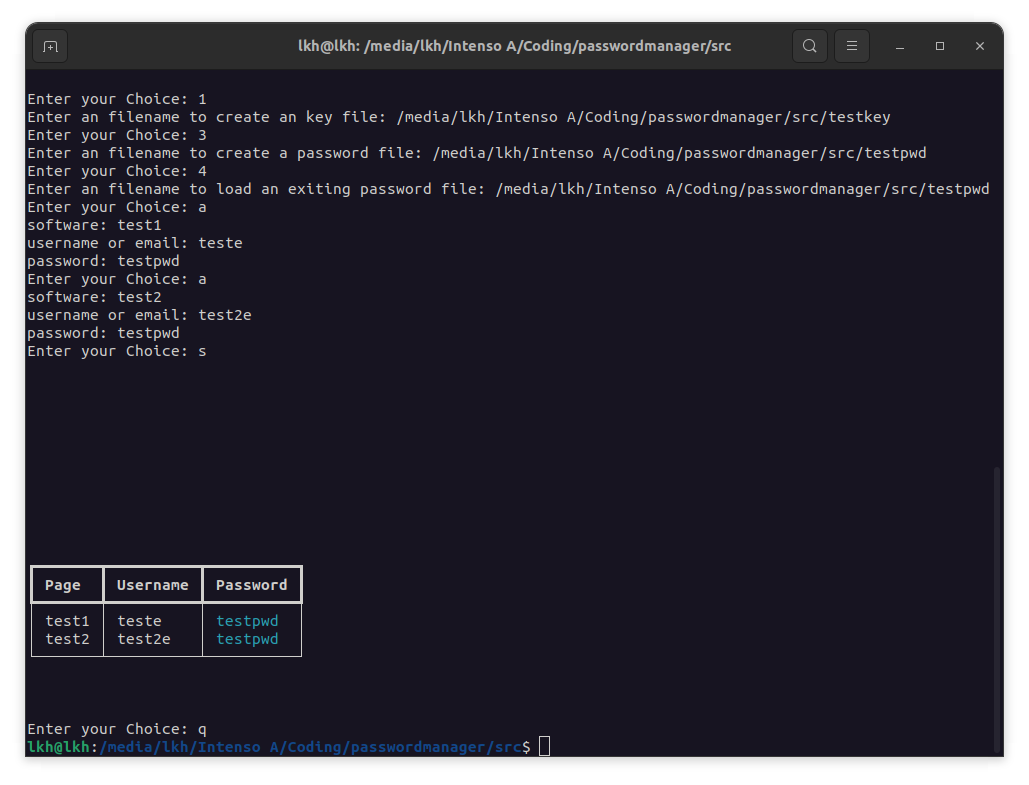 lkh@lkh: /media/lkh/Intenso A/Coding/passwordmanager/src
Enter your Choice: 1
Enter an filename to create an key file: /media/lkh/Intenso A/Coding/passwordmanager/src/testkey
Enter your Choice: 3
Enter an filename to create a password file: /media/lkh/Intenso A/Coding/passwordmanager/src/testpwd
Enter your Choice: 4
Enter an filename to load an exiting password file: /media/lkh/Intenso A/Coding/passwordmanager/src/testpwd
Enter your Choice: a
software: test1
username or email: teste
password: testpwd
Enter your Choice: a
software: test2
username or email: test2e
password: testpwd
Enter your Choice: s
Page Username Password
test1 teste testpwd
test2 test2e testpwd
Enter your Choice: q
lkh@lkh:/media/lkh/Intenso A/Coding/passwordmanager/src$